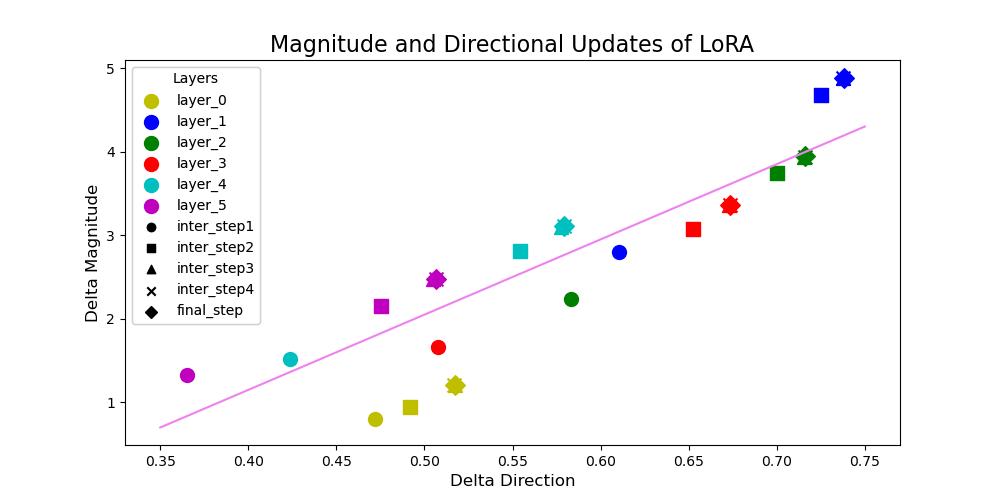 Magnitude and Directional Updates of LoRA
Delta Magnitude
5
4
3
2
1
Layers
layer_0
layer_1
layer_2
layer_3
layer_4
layer_5
inter_step1
inter_step2
inter_step3
inter_step4
final_step
0.35 0.40 0.45 0.50 0.55 0.60 0.65 0.70 0.75
Delta Direction